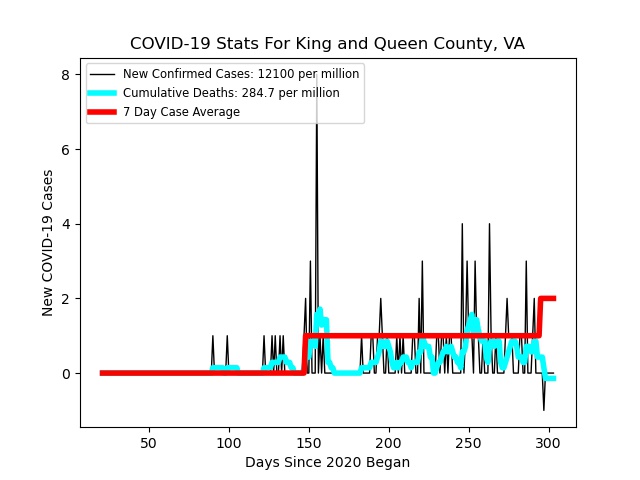 COVID-19 Stats For King and Queen County, VA
New Confirmed Cases: 12100 per million
Cumulative Deaths: 284.7 per million
7 Day Case Average
8
6
4
2
0
New COVID-19 Cases
50 100 150 200 250 300
Days Since 2020 Began